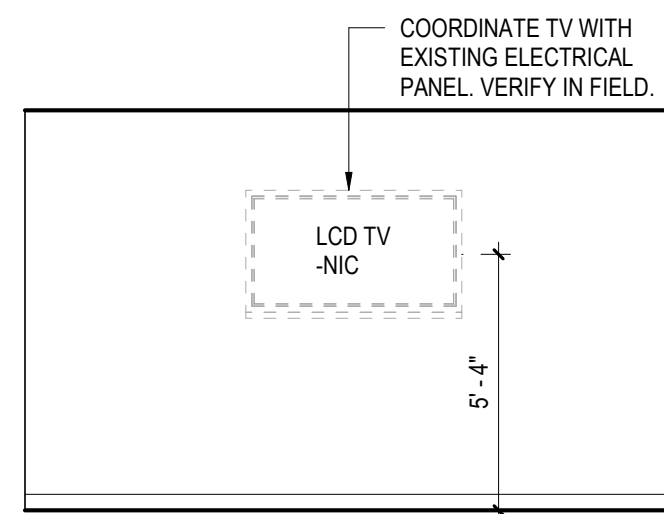 COORDINATE TV WITH
EXISTING ELECTRICAL
PANEL. VERIFY IN FIELD.
LCD TV
-NIC
5' - 4"